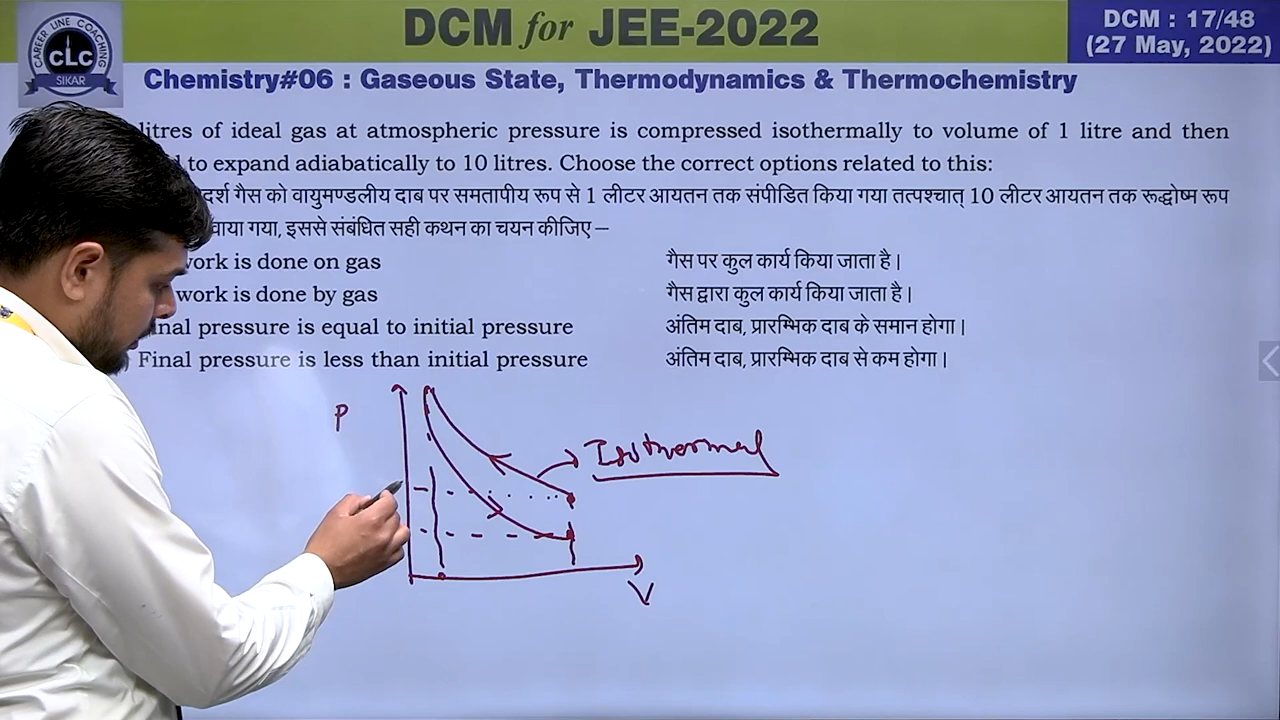 DCM for JEE-2022
DCM : 17/48
(27 May, 2022)
CAREER LINE COACHING
CLC
SIKAR
Chemistry#06 : Gaseous State, Thermodynamics & Thermochemistry
litres of ideal gas at atmospheric pressure is compressed isothermally to volume of 1 litre and then
to expand adiabatically to 10 litres. Choose the correct options related to this:
गैस को वायुमण्डलीय दाब पर समतापीय रूप से 1 लीटर आयतन तक संपीडित किया गया तत्पश्चात् 10 लीटर आयतन तक रूद्धोष्म रूप
गया, इससे संबंधित सही कथन का चयन कीजिए –
work is done on gas गैस पर कुल कार्य किया जाता है।
work is done by gas गैस द्वारा कुल कार्य किया जाता है।
pressure is equal to initial pressure अंतिम दाब, प्रारम्भिक दाब के समान होगा।
Final pressure is less than initial pressure अंतिम दाब, प्रारम्भिक दाब से कम होगा।
P
Isothermal
V